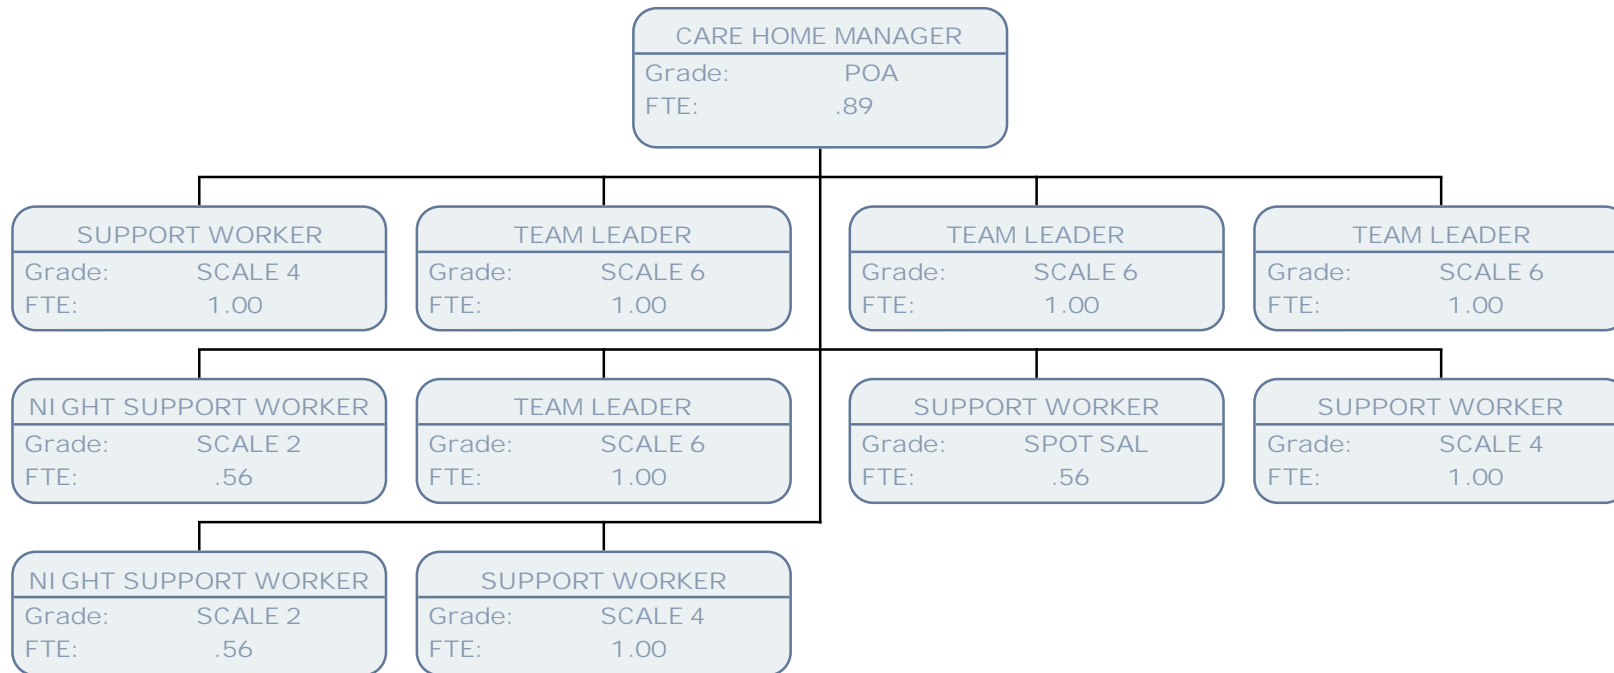 CARE HOME MANAGER
Grade: POA
FTE: .89
SUPPORT WORKER
Grade: SCALE 4
FTE: 1.00
TEAM LEADER
Grade: SCALE 6
FTE: 1.00
TEAM LEADER
Grade: SCALE 6
FTE: 1.00
TEAM LEADER
Grade: SCALE 6
FTE: 1.00
NIGHT SUPPORT WORKER
Grade: SCALE 2
FTE: .56
TEAM LEADER
Grade: SCALE 6
FTE: 1.00
SUPPORT WORKER
Grade: SPOT SAL
FTE: .56
SUPPORT WORKER
Grade: SCALE 4
FTE: 1.00
NIGHT SUPPORT WORKER
Grade: SCALE 2
FTE: .56
SUPPORT WORKER
Grade: SCALE 4
FTE: 1.00